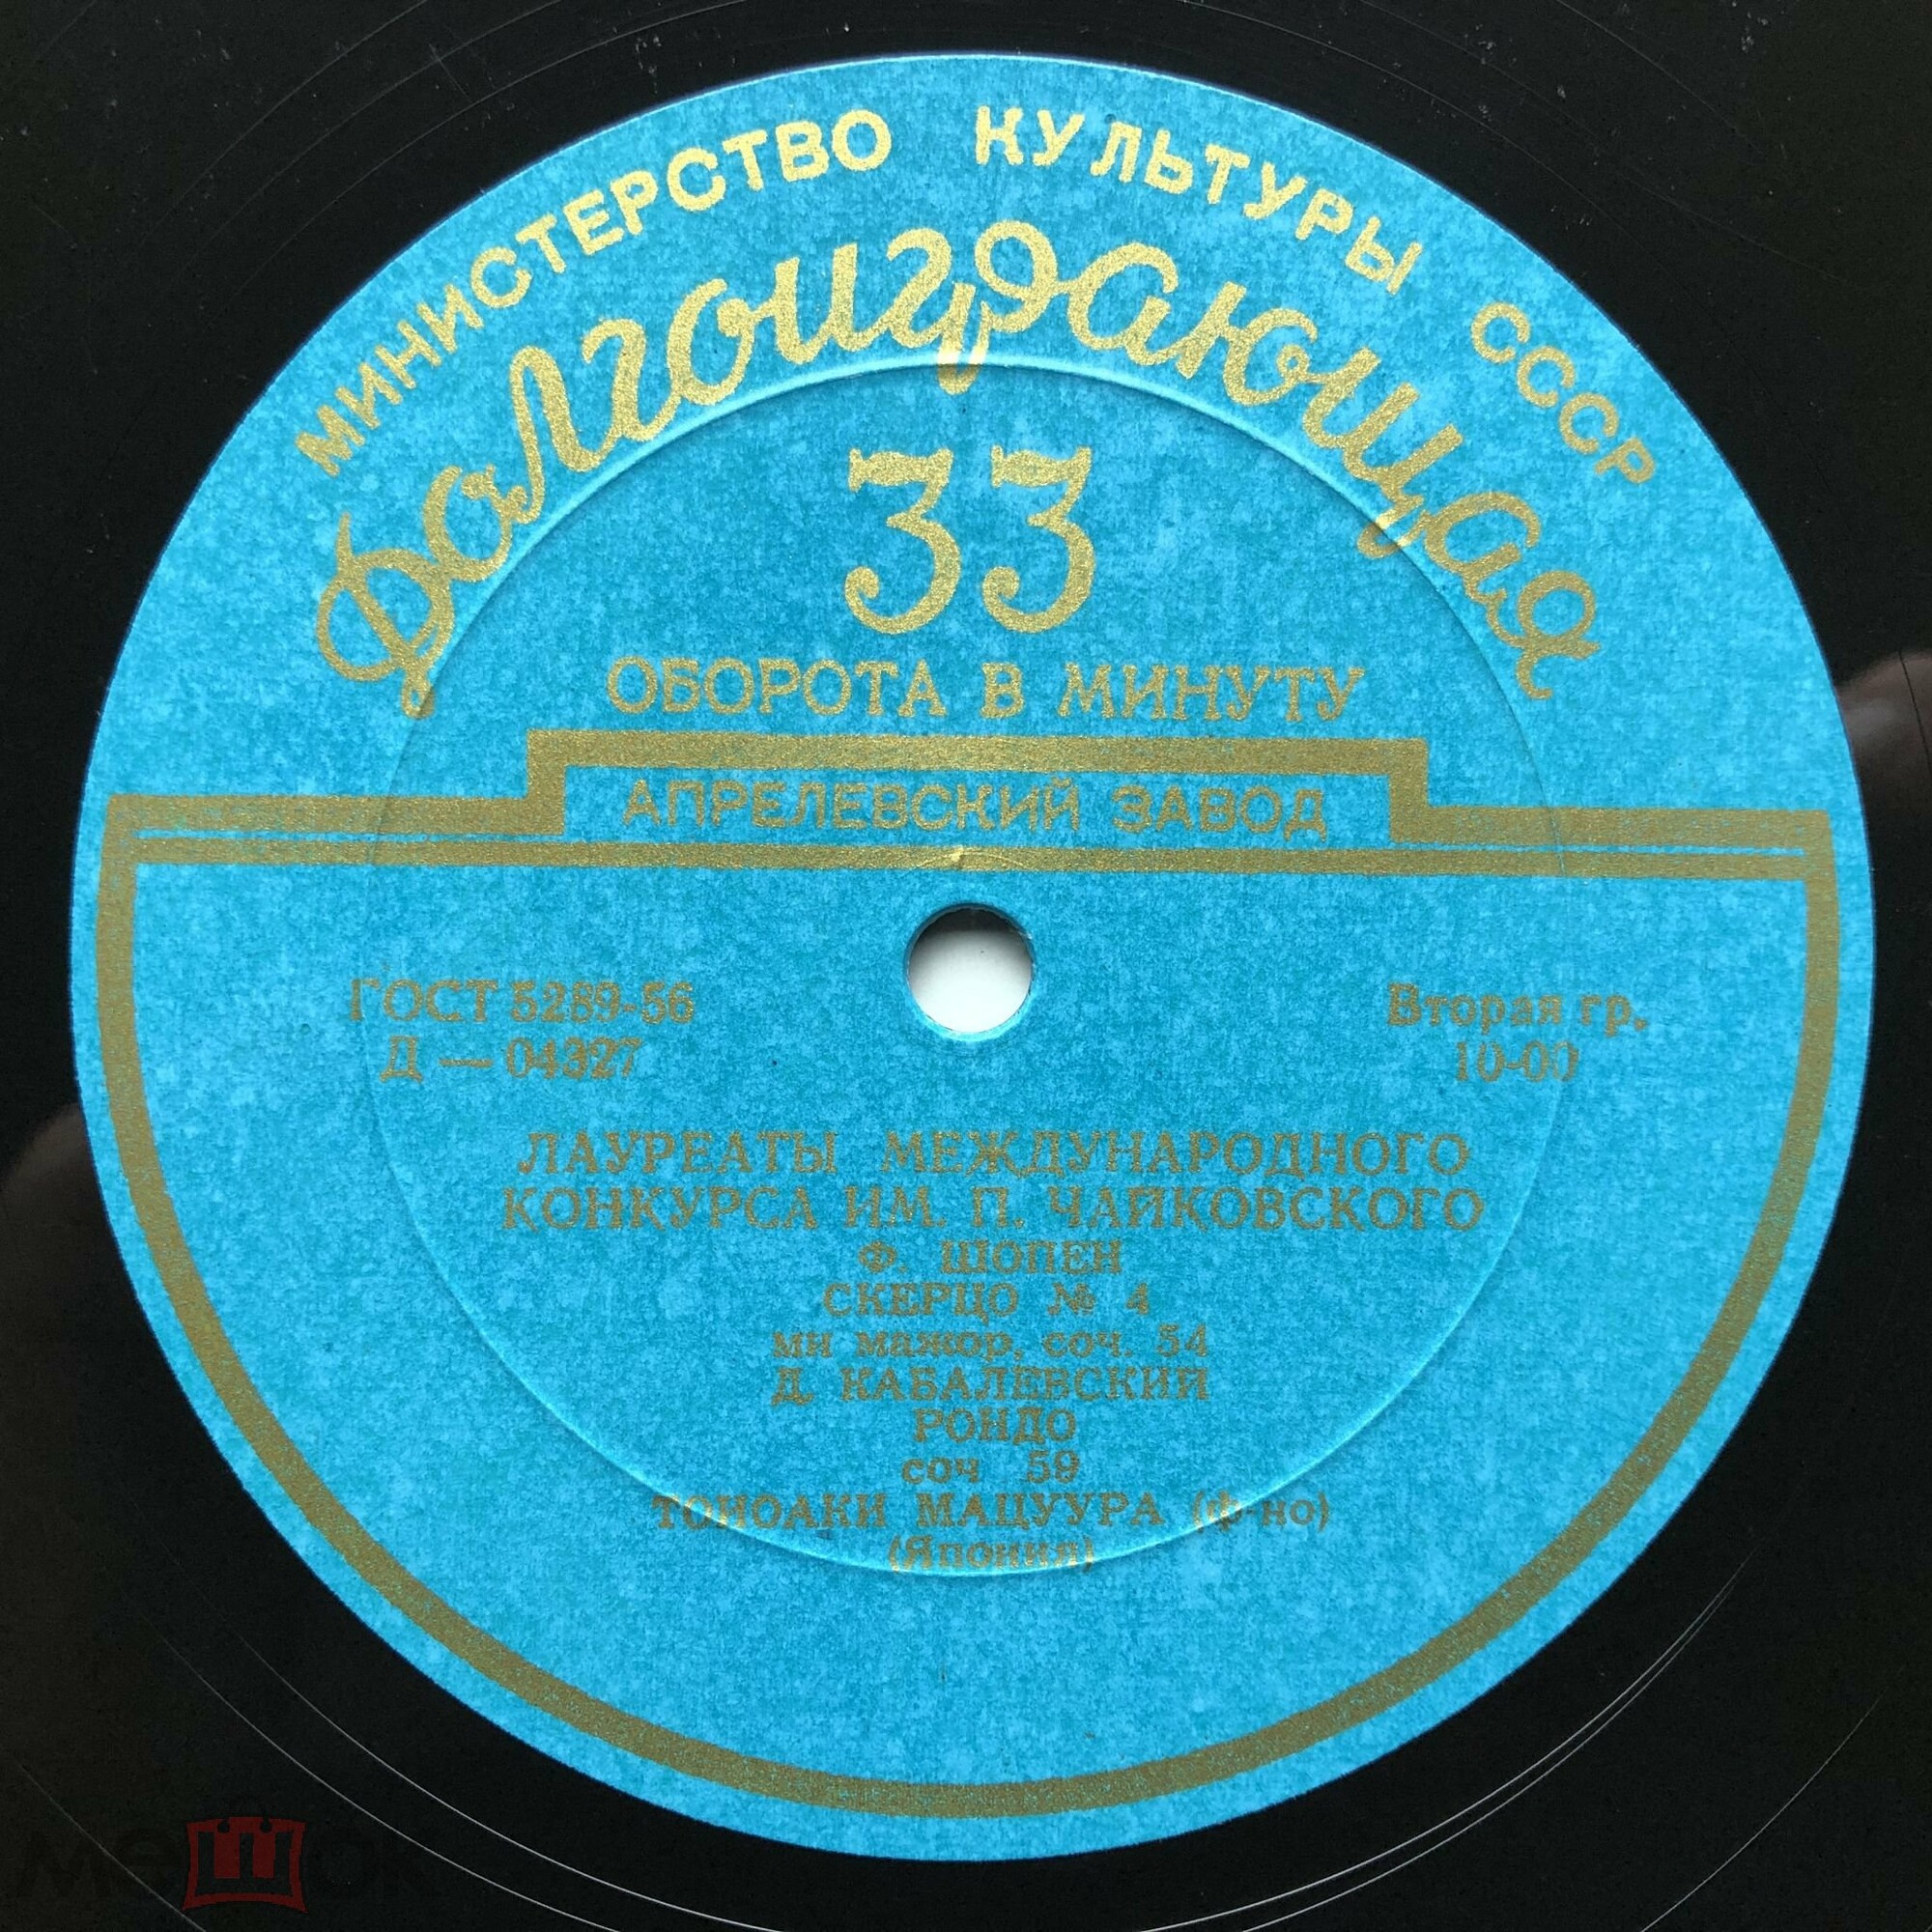 МИНИСТЕРСТВО КУЛЬТУРЫ СССР
Долгоиграющая
33
ОБОРОТА В МИНУТУ
АПРЕЛЕВСКИЙ ЗАВОД
ГОСТ 5289-56
Д — 04327
Вторая гр.
10-00
ЛАУРЕАТЫ МЕЖДУНАРОДНОГО
КОНКУРСА ИМ. П. ЧАЙКОВСКОГО
Ф. ШОПЕН
СКЕРЦО № 4
ми мажор, соч. 54
Д. КАБАЛЕВСКИЙ
РОНДО
соч 59
ТОНОАКИ МАЦУУРА (ф-но)
(Япония)
мешок